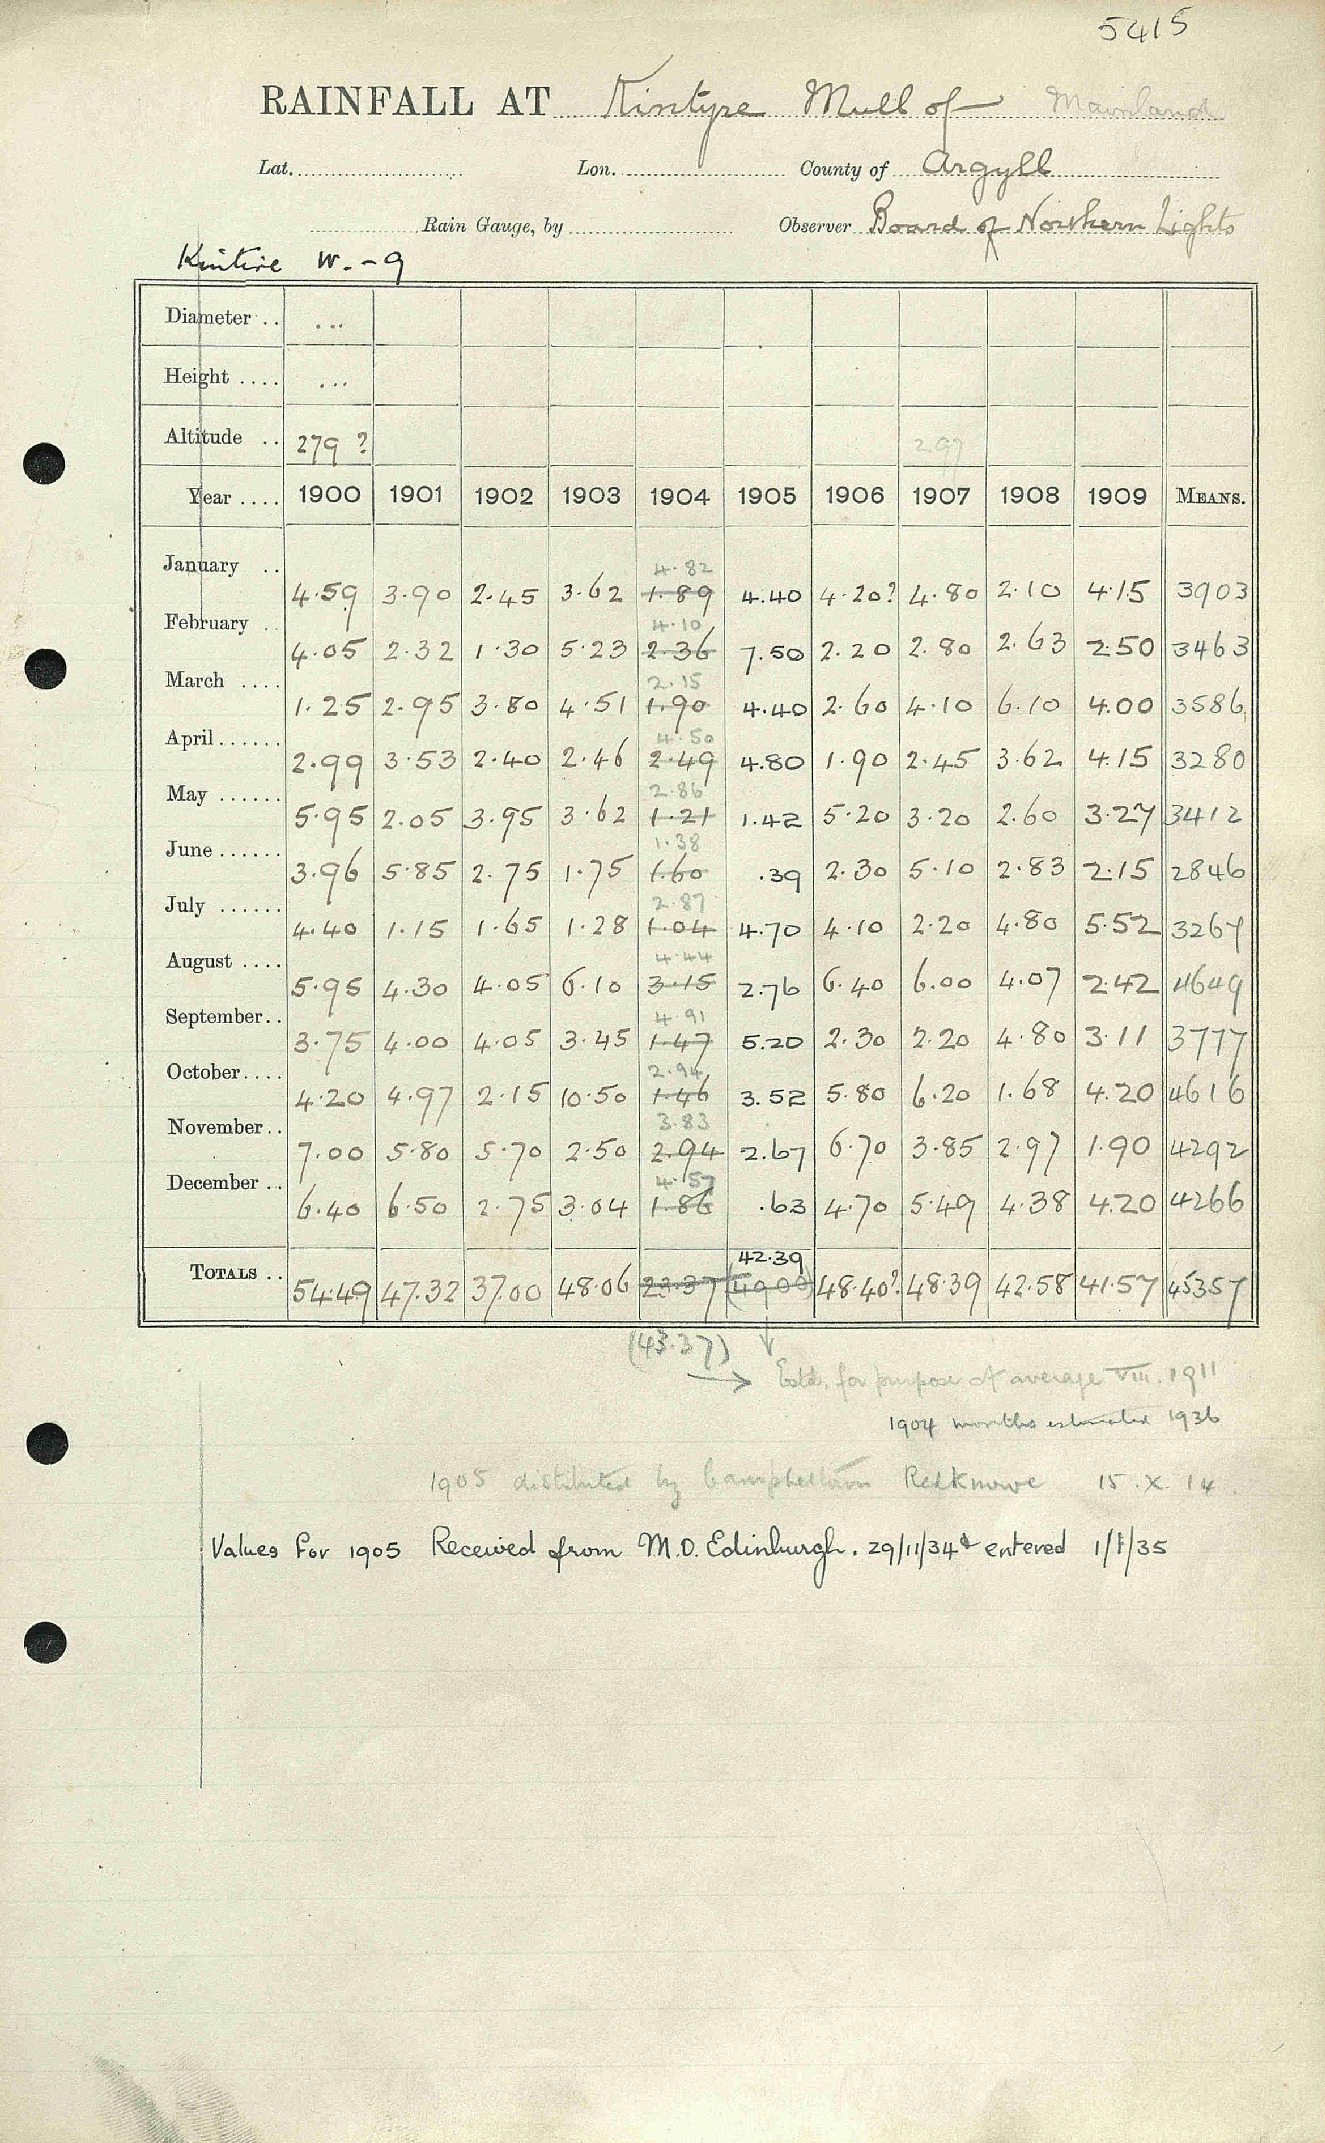 5415
RAINFALL AT Kintyre Mull of Mainland
Lat. Lon. County of Argyll
Rain Gauge, by Observer Board of Northern Lights
Kintire W. - 9
Diameter .. ...
Height .... ...
Altitude .. 279 ? 297
Year .... 1900 1901 1902 1903 1904 1905 1906 1907 1908 1909 MEANS.
4.82
January .. 4.59 3.90 2.45 3.62 1.89 4.40 4.20? 4.80 2.10 4.15 3903
4.10
February .. 4.05 2.32 1.30 5.23 2.36 7.50 2.20 2.80 2.63 2.50 3463
2.15
March .... 1.25 2.95 3.80 4.51 1.90 4.40 2.60 4.10 6.10 4.00 3586
4.50
April...... 2.99 3.53 2.40 2.46 2.49 4.80 1.90 2.45 3.62 4.15 3280
2.86
May ...... 5.95 2.05 3.95 3.62 1.21 1.42 5.20 3.20 2.60 3.27 3412
1.38
June...... 3.96 5.85 2.75 1.75 1.60 .39 2.30 5.10 2.83 2.15 2846
2.87
July ...... 4.40 1.15 1.65 1.28 1.04 4.70 4.10 2.20 4.80 5.52 3267
4.44
August .... 5.95 4.30 4.05 6.10 3.15 2.76 6.40 6.00 4.07 2.42 4649
4.91
September.. 3.75 4.00 4.05 3.45 1.47 5.20 2.30 2.20 4.80 3.11 3777
2.94
October.... 4.20 4.97 2.15 10.50 1.46 3.52 5.80 6.20 1.68 4.20 4616
3.83
November.. 7.00 5.80 5.70 2.50 2.94 2.67 6.70 3.85 2.97 1.90 4292
4.57
December .. 6.40 6.50 2.75 3.04 1.86 .63 4.70 5.49 4.38 4.20 4266
42.39
TOTALS .. 54.49 47.32 37.00 48.06 23.37 (49.00) 48.40? 48.39 42.58 41.57 45357
(43.37)
→ Estd. for purpose of average VIII. 1911
1904 months estimated 1936
1905 distributed by Campbeltown Redknowe 15. X. 14.
Values For 1905 Received from M.O. Edinburgh. 29/11/34 & entered 1/1/35